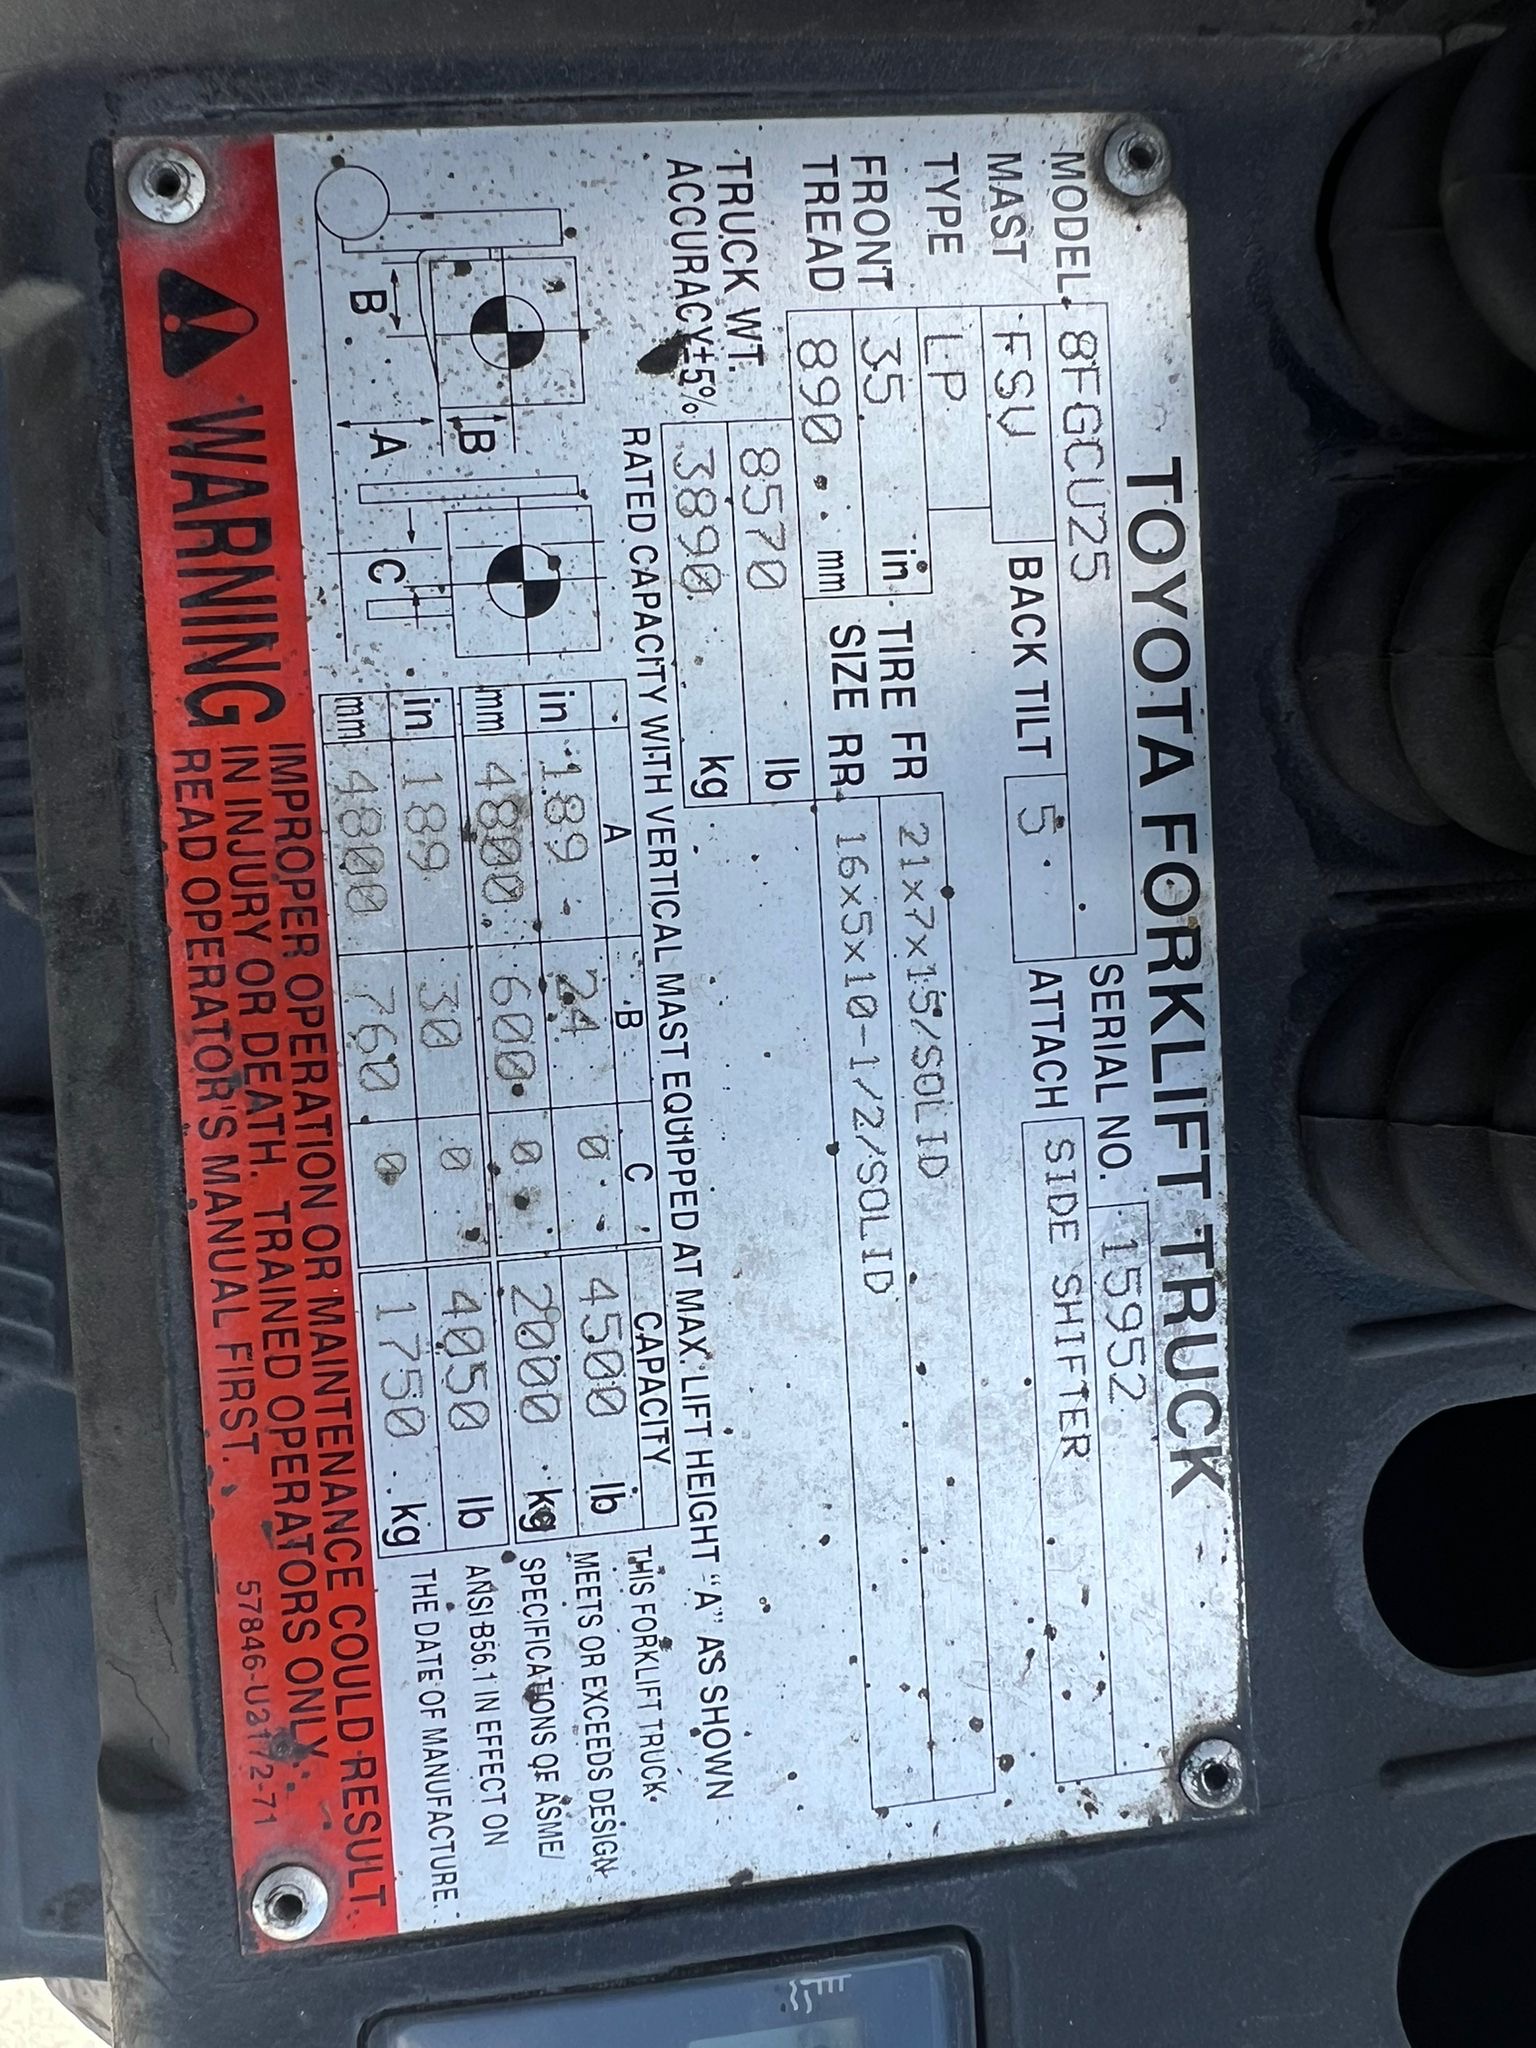 TOYOTA FORKLIFT TRUCK
MODEL 8FGCU25 SERIAL NO. 15952
MAST FSV BACK TILT 5 ATTACH SIDE SHIFTER
TYPE LP
FRONT 35 in TIRE FR 21x7x15/SOLID
TREAD 890 mm SIZE RR 16x5x10-1/2/SOLID
TRUCK WT. 8570 lb
ACCURACY±5% 3890 kg
RATED CAPACITY WITH VERTICAL MAST EQUIPPED AT MAX. LIFT HEIGHT "A" AS SHOWN
A B C CAPACITY
in 189 24 0 4500 lb
mm 4800 600 0 2000 kg
in 189 30 0 4050 lb
mm 4800 760 0 1750 kg
B B A C
THIS FORKLIFT TRUCK
MEETS OR EXCEEDS DESIGN
SPECIFICATIONS OF ASME/
ANSI B56.1 IN EFFECT ON
THE DATE OF MANUFACTURE.
WARNING
IMPROPER OPERATION OR MAINTENANCE COULD RESULT
IN INJURY OR DEATH. TRAINED OPERATORS ONLY.
READ OPERATOR'S MANUAL FIRST.
57846-U2172-71